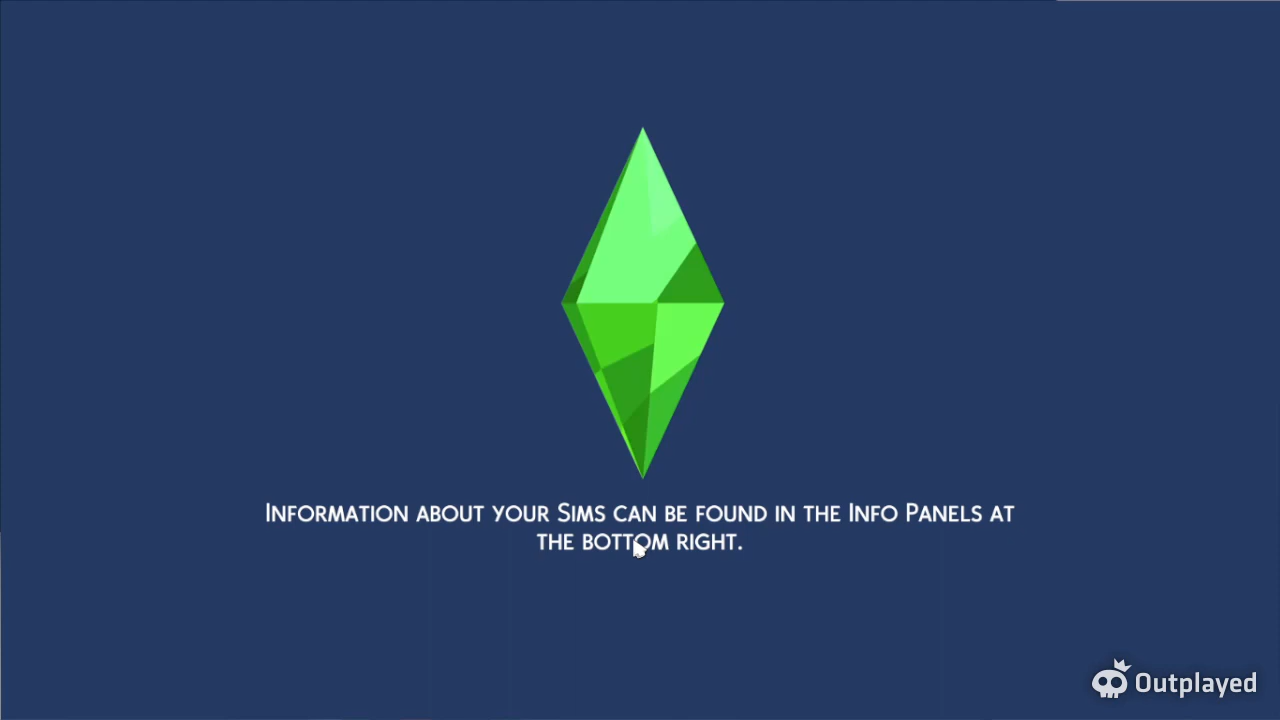 Information about your Sims can be found in the Info Panels at
the bottom right.
Outplayed